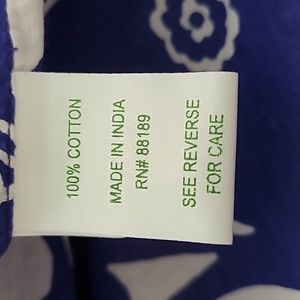 100% COTTON
MADE IN INDIA
RN# 88189
SEE REVERSE
FOR CARE